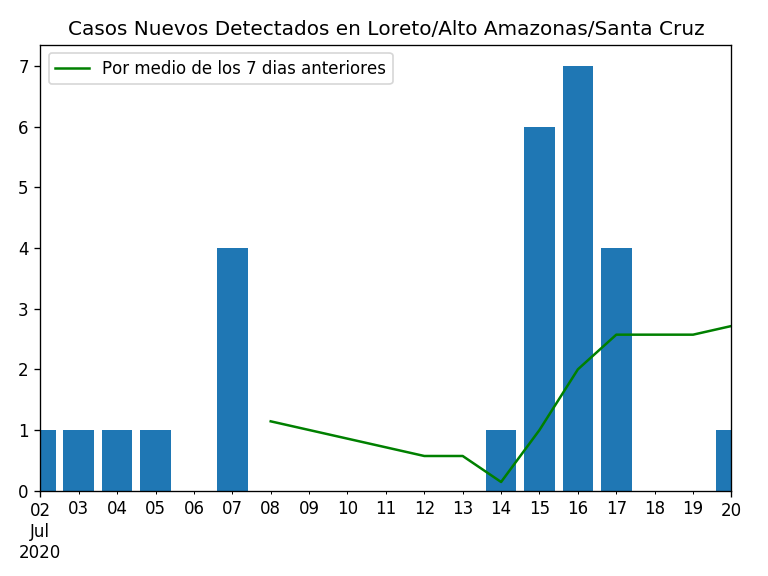 Casos Nuevos Detectados en Loreto/Alto Amazonas/Santa Cruz
Por medio de los 7 dias anteriores
7
6
5
4
3
2
1
0
02 03 04 05 06 07 08 09 10 11 12 13 14 15 16 17 18 19 20
Jul
2020